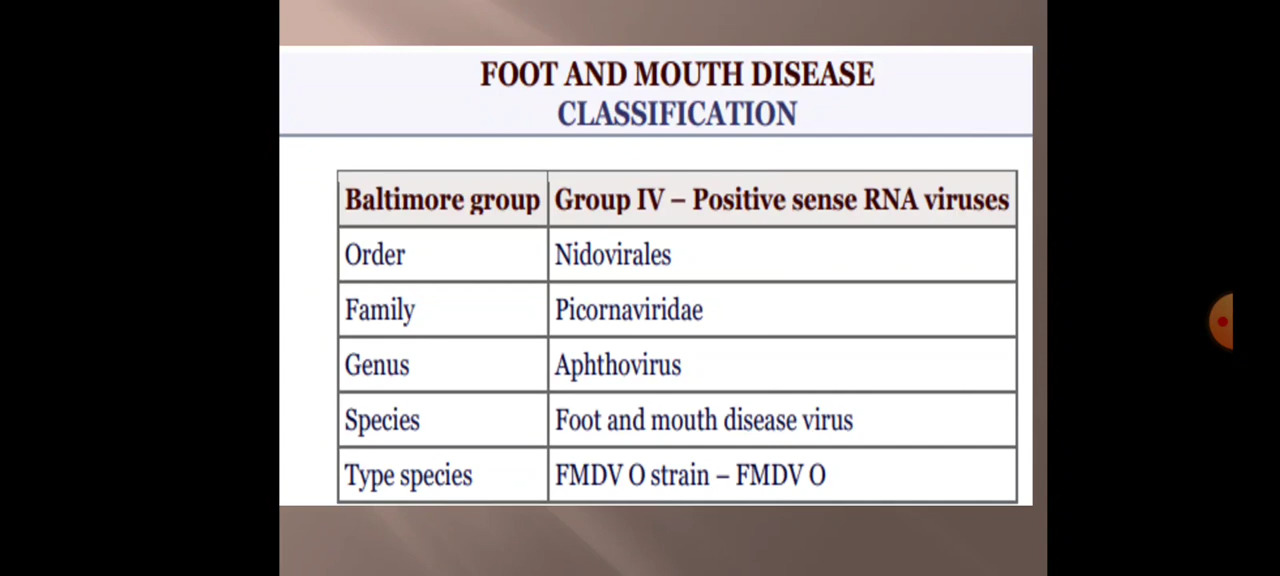 FOOT AND MOUTH DISEASE
CLASSIFICATION
Baltimore group Group IV – Positive sense RNA viruses
Order Nidovirales
Family Picornaviridae
Genus Aphthovirus
Species Foot and mouth disease virus
Type species FMDV O strain – FMDV O